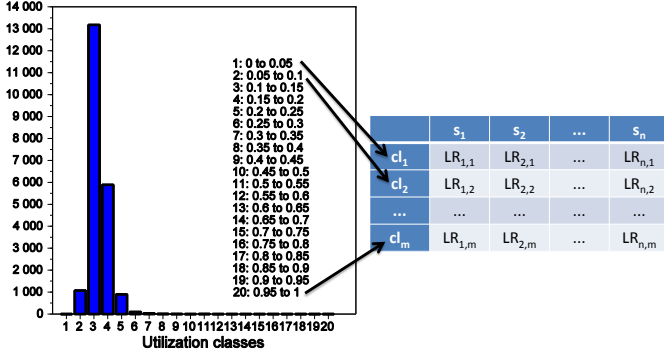 14 000
13 000
12 000
11 000
10 000
9 000
8 000
7 000
6 000
5 000
4 000
3 000
2 000
1 000
0
1 2 3 4 5 6 7 8 9 10 11 12 13 14 15 16 17 18 19 20
Utilization classes
1: 0 to 0.05
2: 0.05 to 0.1
3: 0.1 to 0.15
4: 0.15 to 0.2
5: 0.2 to 0.25
6: 0.25 to 0.3
7: 0.3 to 0.35
8: 0.35 to 0.4
9: 0.4 to 0.45
10: 0.45 to 0.5
11: 0.5 to 0.55
12: 0.55 to 0.6
13: 0.6 to 0.65
14: 0.65 to 0.7
15: 0.7 to 0.75
16: 0.75 to 0.8
17: 0.8 to 0.85
18: 0.85 to 0.9
19: 0.9 to 0.95
20: 0.95 to 1
s1 s2 ... sn
cl1 LR1,1 LR2,1 ... LRn,1
cl2 LR1,2 LR2,2 ... LRn,2
... ... ... ... ...
clm LR1,m LR2,m ... LRn,m